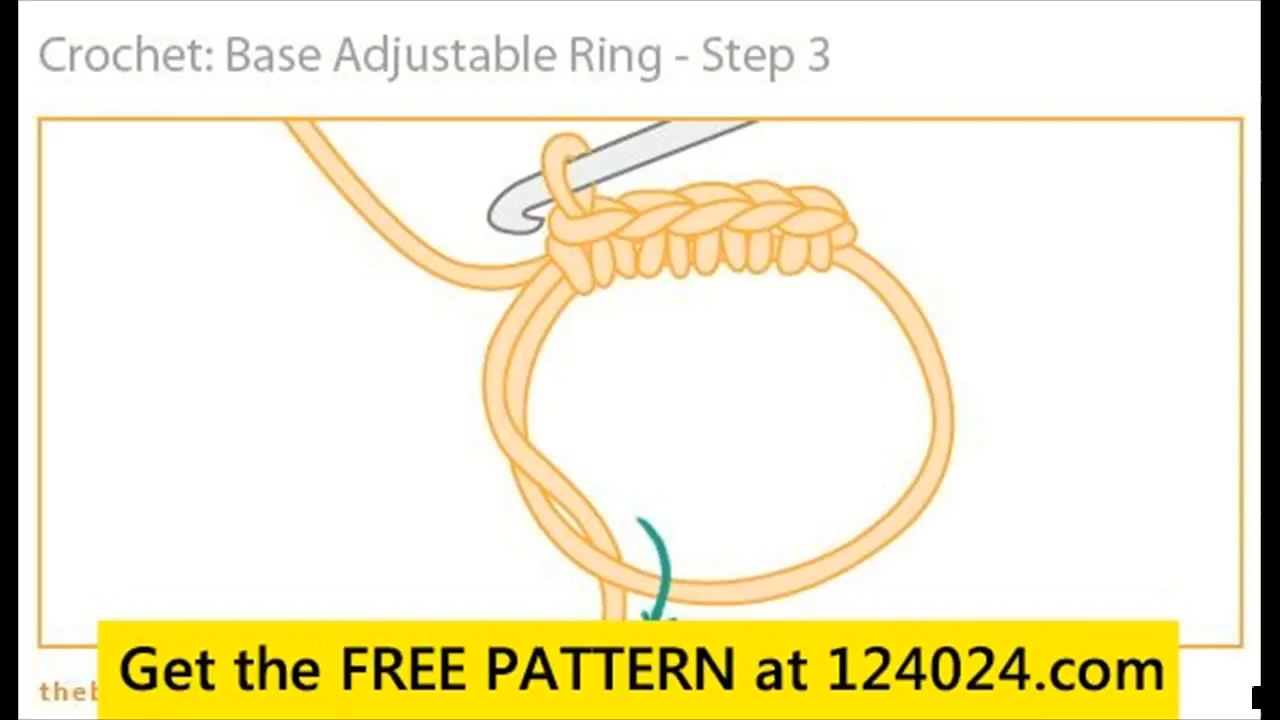 Crochet: Base Adjustable Ring - Step 3
Get the FREE PATTERN at 124024.com